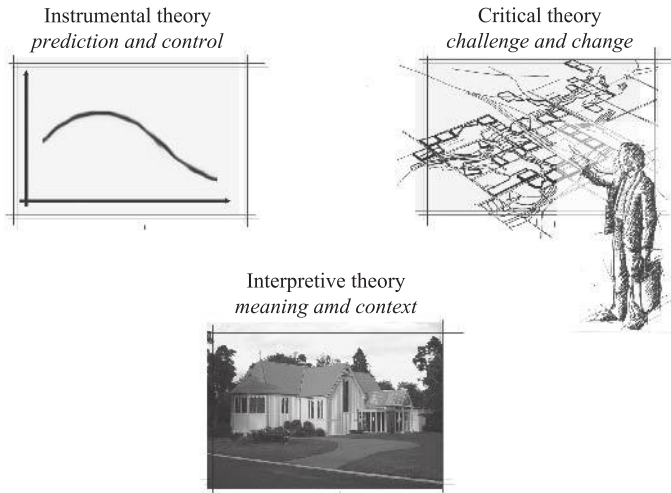 Instrumental theory
prediction and control
Critical theory
challenge and change
Interpretive theory
meaning amd context